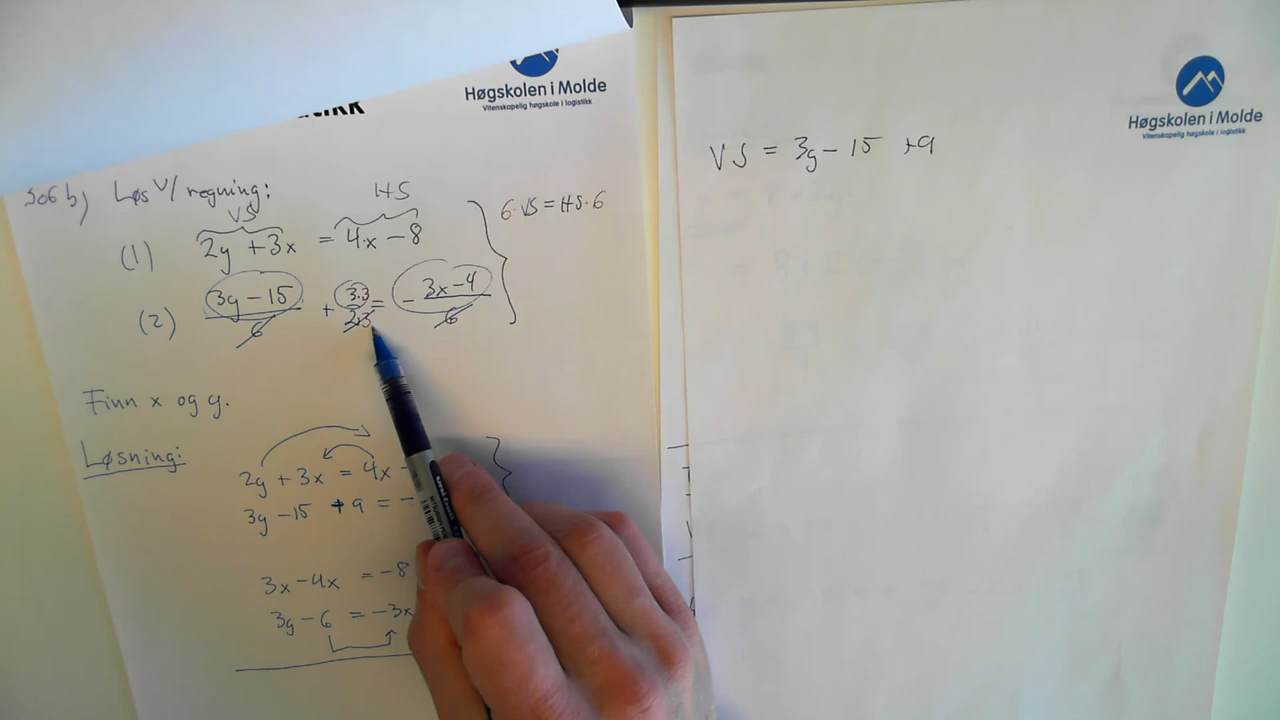 Høgskolen i Molde
Vitenskapelig høgskole i logistikk
306 b) Løs v/ regning:
VS HS
(1) 2y + 3x = 4x - 8
6·VS = HS·6
(2) 3y - 15 / 6 + 3·3 / 2·3 = - 3x - 4 / 6
Finn x og y.
Løsning:
2y + 3x = 4x -
3y - 15 + 9 = -
3x - 4x = -8
3y - 6 = -3x
Høgskolen i Molde
Vitenskapelig høgskole i logistikk
VS = 3y - 15 + 9